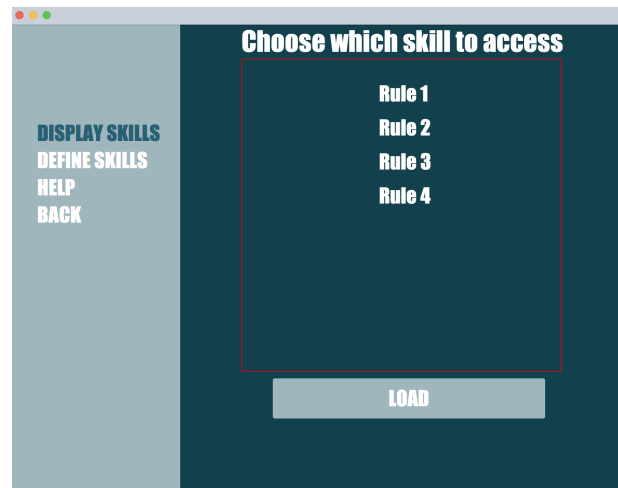 Choose which skill to access
DISPLAY SKILLS
DEFINE SKILLS
HELP
BACK
Rule 1
Rule 2
Rule 3
Rule 4
LOAD